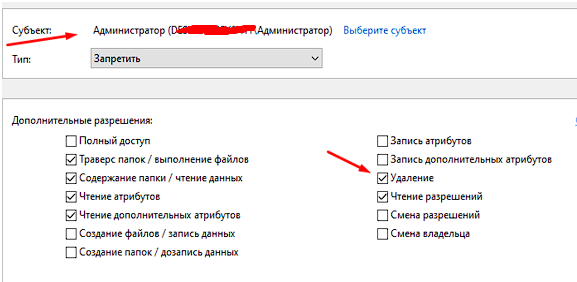 Субъект: Администратор (DES \Администратор) Выберите субъект
Тип: Запретить
Дополнительные разрешения:
Полный доступ
Траверс папок / выполнение файлов
Содержание папки / чтение данных
Чтение атрибутов
Чтение дополнительных атрибутов
Создание файлов / запись данных
Создание папок / дозапись данных
Запись атрибутов
Запись дополнительных атрибутов
Удаление
Чтение разрешений
Смена разрешений
Смена владельца